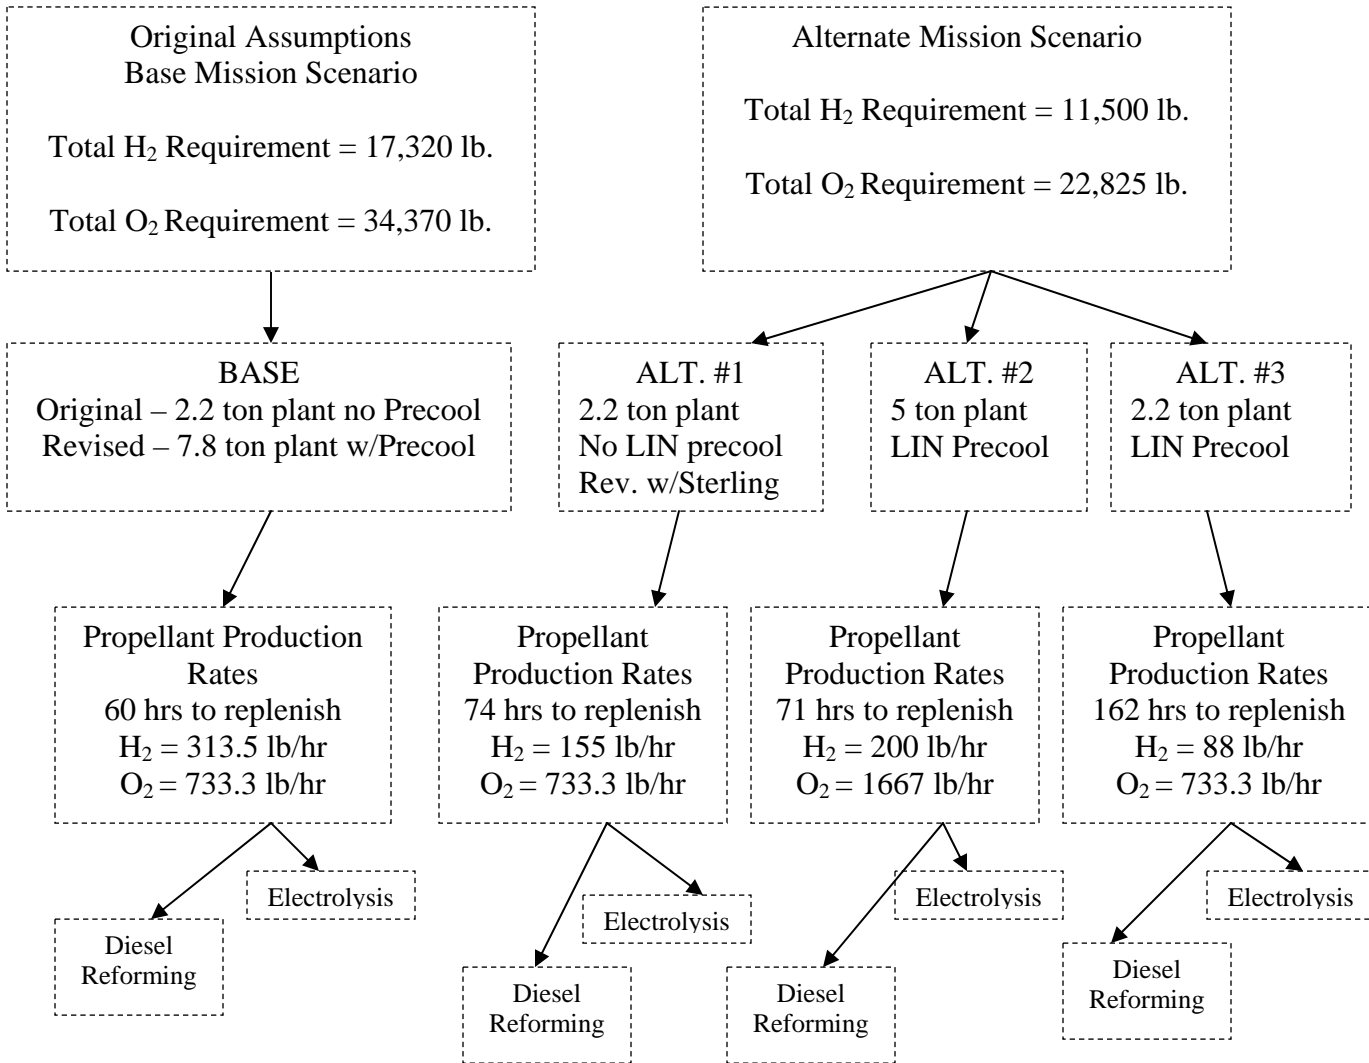 Original Assumptions
Base Mission Scenario
Total H₂ Requirement = 17,320 lb.
Total O₂ Requirement = 34,370 lb.
Alternate Mission Scenario
Total H₂ Requirement = 11,500 lb.
Total O₂ Requirement = 22,825 lb.
BASE
Original – 2.2 ton plant no Precool
Revised – 7.8 ton plant w/Precool
ALT. #1
2.2 ton plant
No LIN precool
Rev. w/Sterling
ALT. #2
5 ton plant
LIN Precool
ALT. #3
2.2 ton plant
LIN Precool
Propellant Production
Rates
60 hrs to replenish
H₂ = 313.5 lb/hr
O₂ = 733.3 lb/hr
Propellant
Production Rates
74 hrs to replenish
H₂ = 155 lb/hr
O₂ = 733.3 lb/hr
Propellant
Production Rates
71 hrs to replenish
H₂ = 200 lb/hr
O₂ = 1667 lb/hr
Propellant
Production Rates
162 hrs to replenish
H₂ = 88 lb/hr
O₂ = 733.3 lb/hr
Diesel
Reforming
Electrolysis
Diesel
Reforming
Electrolysis
Diesel
Reforming
Electrolysis
Diesel
Reforming
Electrolysis